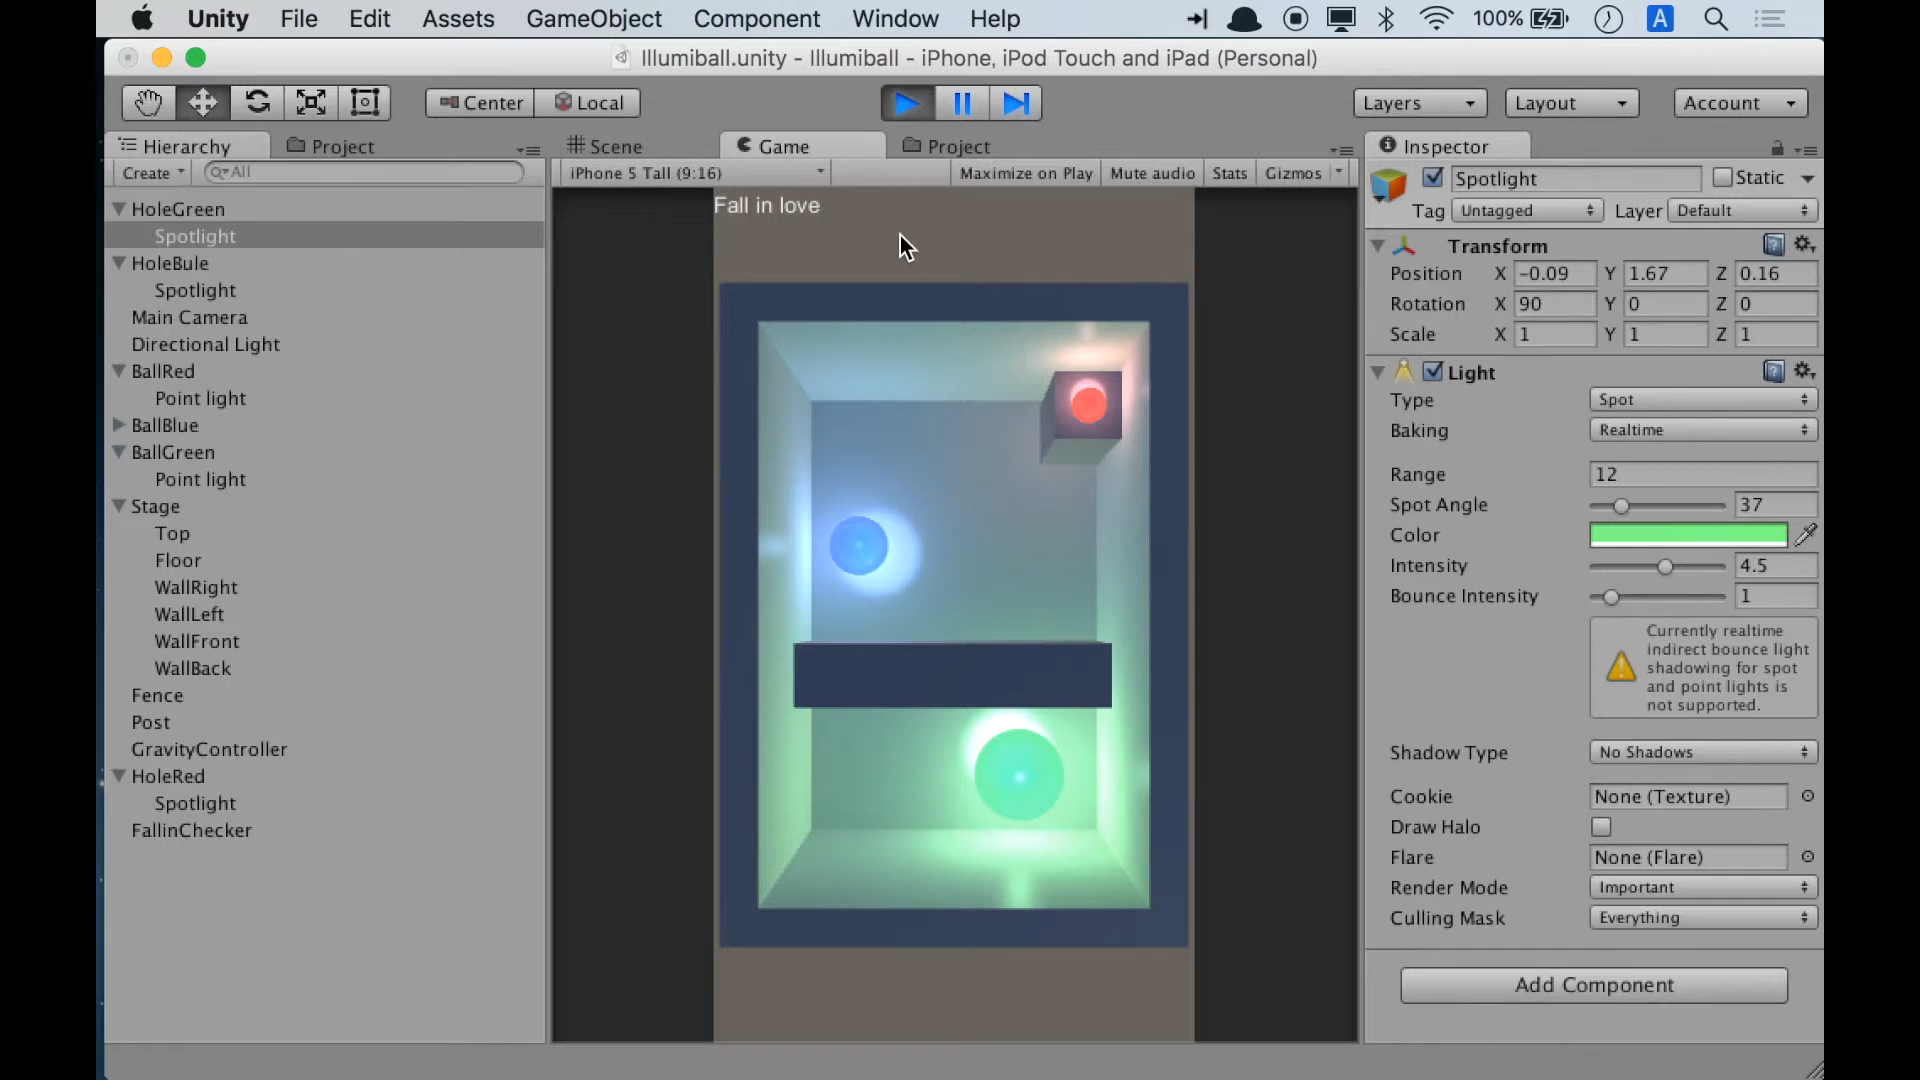 Unity File Edit Assets GameObject Component Window Help 100% A
Illumiball.unity - Illumiball - iPhone, iPod Touch and iPad (Personal)
Center Local Layers Layout Account
Hierarchy Project Scene Game Project Inspector
Create All iPhone 5 Tall (9:16) Maximize on Play Mute audio Stats Gizmos
HoleGreen
Spotlight
HoleBule
Spotlight
Main Camera
Directional Light
BallRed
Point light
BallBlue
BallGreen
Point light
Stage
Top
Floor
WallRight
WallLeft
WallFront
WallBack
Fence
Post
GravityController
HoleRed
Spotlight
FallinChecker
Fall in love
Spotlight Static
Tag Untagged Layer Default
Transform
Position X -0.09 Y 1.67 Z 0.16
Rotation X 90 Y 0 Z 0
Scale X 1 Y 1 Z 1
Light
Type Spot
Baking Realtime
Range 12
Spot Angle 37
Color
Intensity 4.5
Bounce Intensity 1
Currently realtime
indirect bounce light
shadowing for spot
and point lights is
not supported.
Shadow Type No Shadows
Cookie None (Texture)
Draw Halo
Flare None (Flare)
Render Mode Important
Culling Mask Everything
Add Component